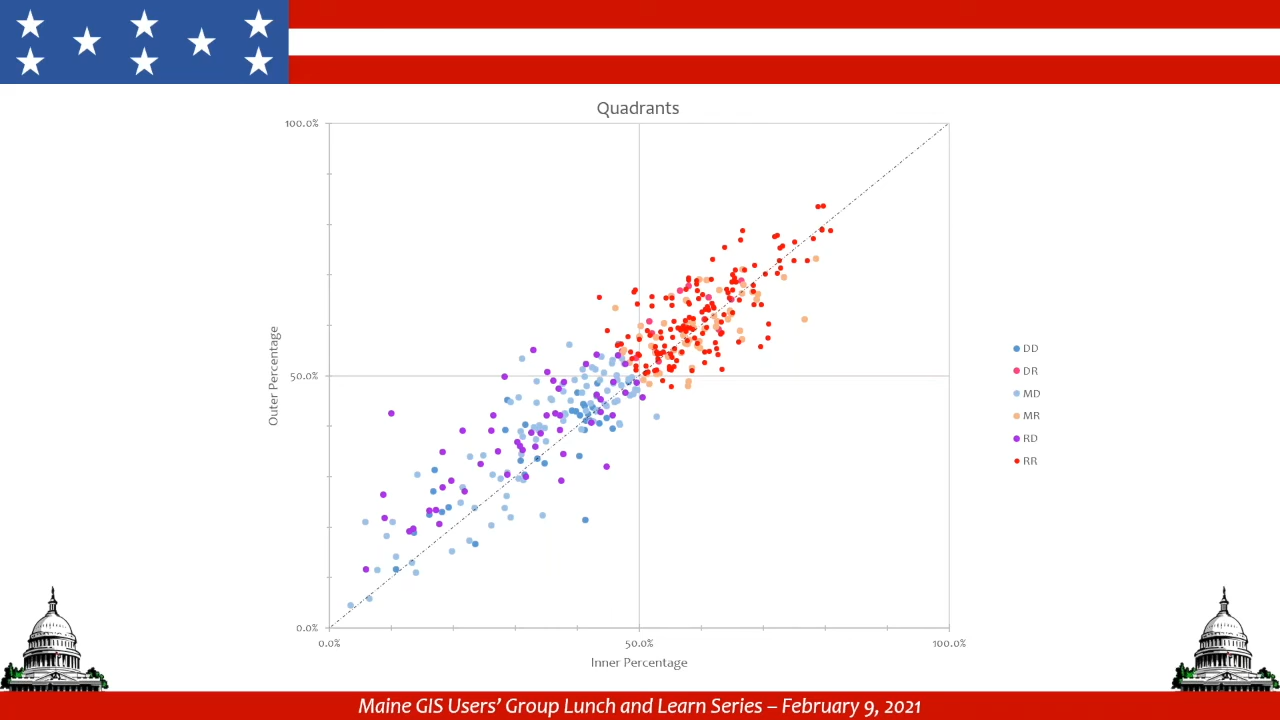 Quadrants
100.0%
50.0%
0.0%
Outer Percentage
0.0%
50.0%
100.0%
Inner Percentage
DD
DR
MD
MR
RD
RR
Maine GIS Users' Group Lunch and Learn Series – February 9, 2021